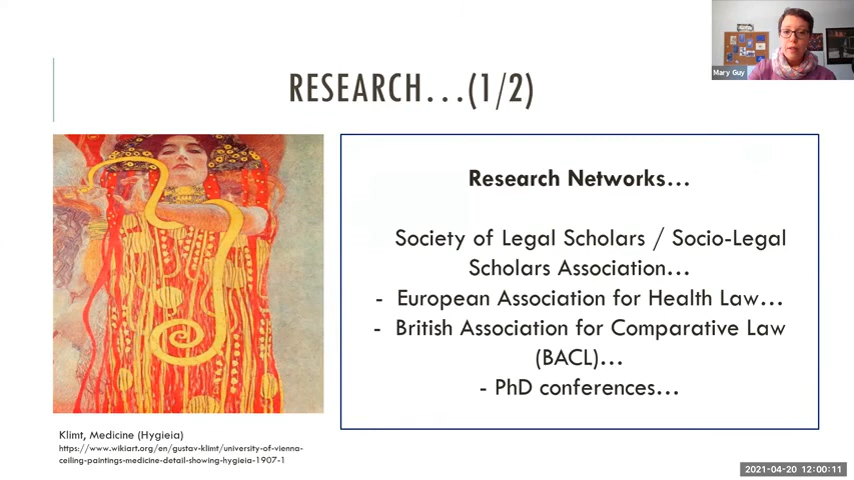 RESEARCH...(1/2)
Mary Guy
Research Networks...
Society of Legal Scholars / Socio-Legal
Scholars Association...
- European Association for Health Law...
- British Association for Comparative Law
(BACL)...
- PhD conferences...
Klimt, Medicine (Hygieia)
https://www.wikiart.org/en/gustav-klimt/university-of-vienna-
ceiling-paintings-medicine-detail-showing-hygieia-1907-1
2021-04-20 12:00:11